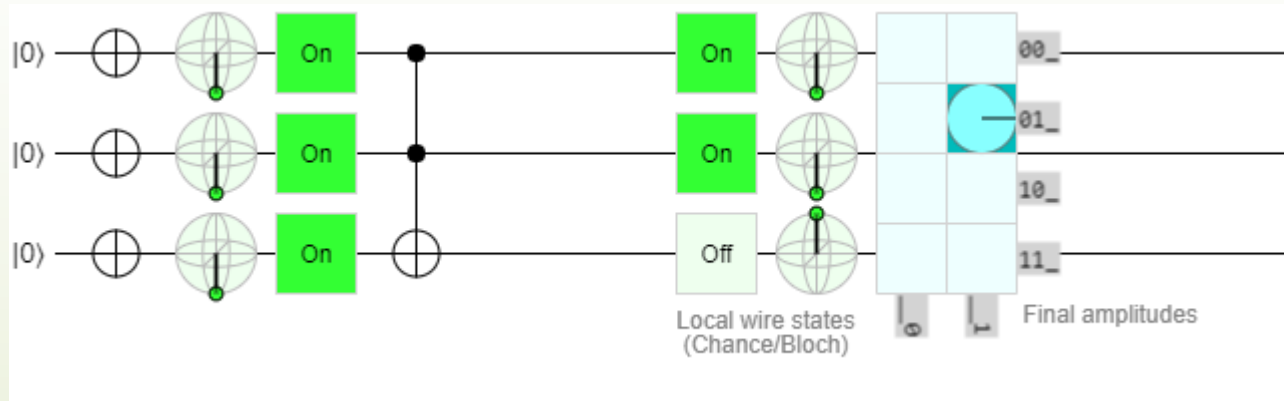 |0⟩ On On 00_
01_
|0⟩ On On
10_
|0⟩ On Off 11_
_0 _1
Local wire states Final amplitudes
(Chance/Bloch)